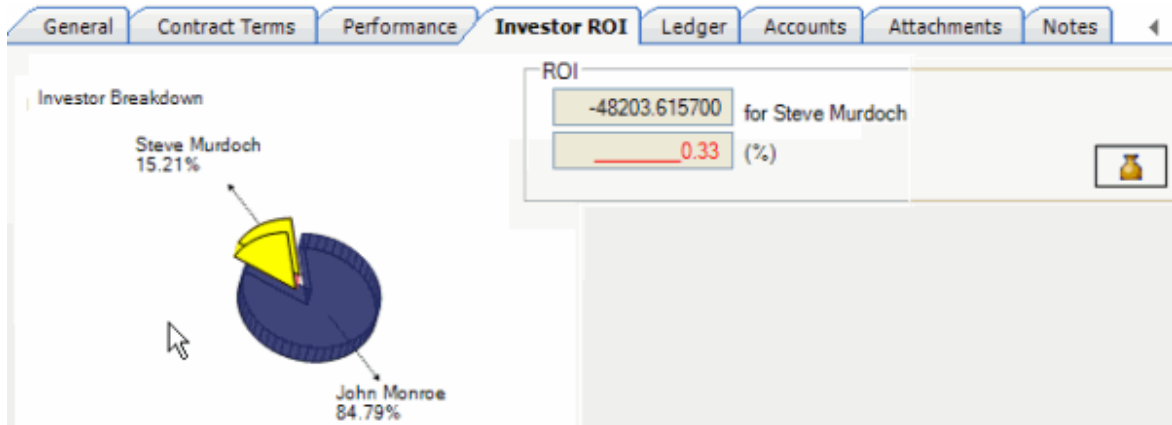 General Contract Terms Performance Investor ROI Ledger Accounts Attachments Notes
Investor Breakdown
Steve Murdoch
15.21%
John Monroe
84.79%
ROI
-48203.615700 for Steve Murdoch
________0.33 (%)